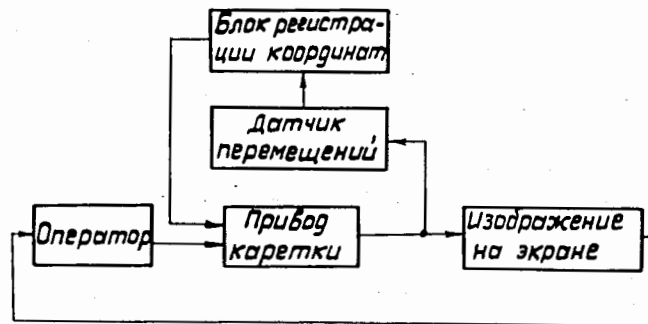 Блок регистра-
ции координат
Датчик
перемещений
Оператор
Привод
каретки
Изображение
на экране